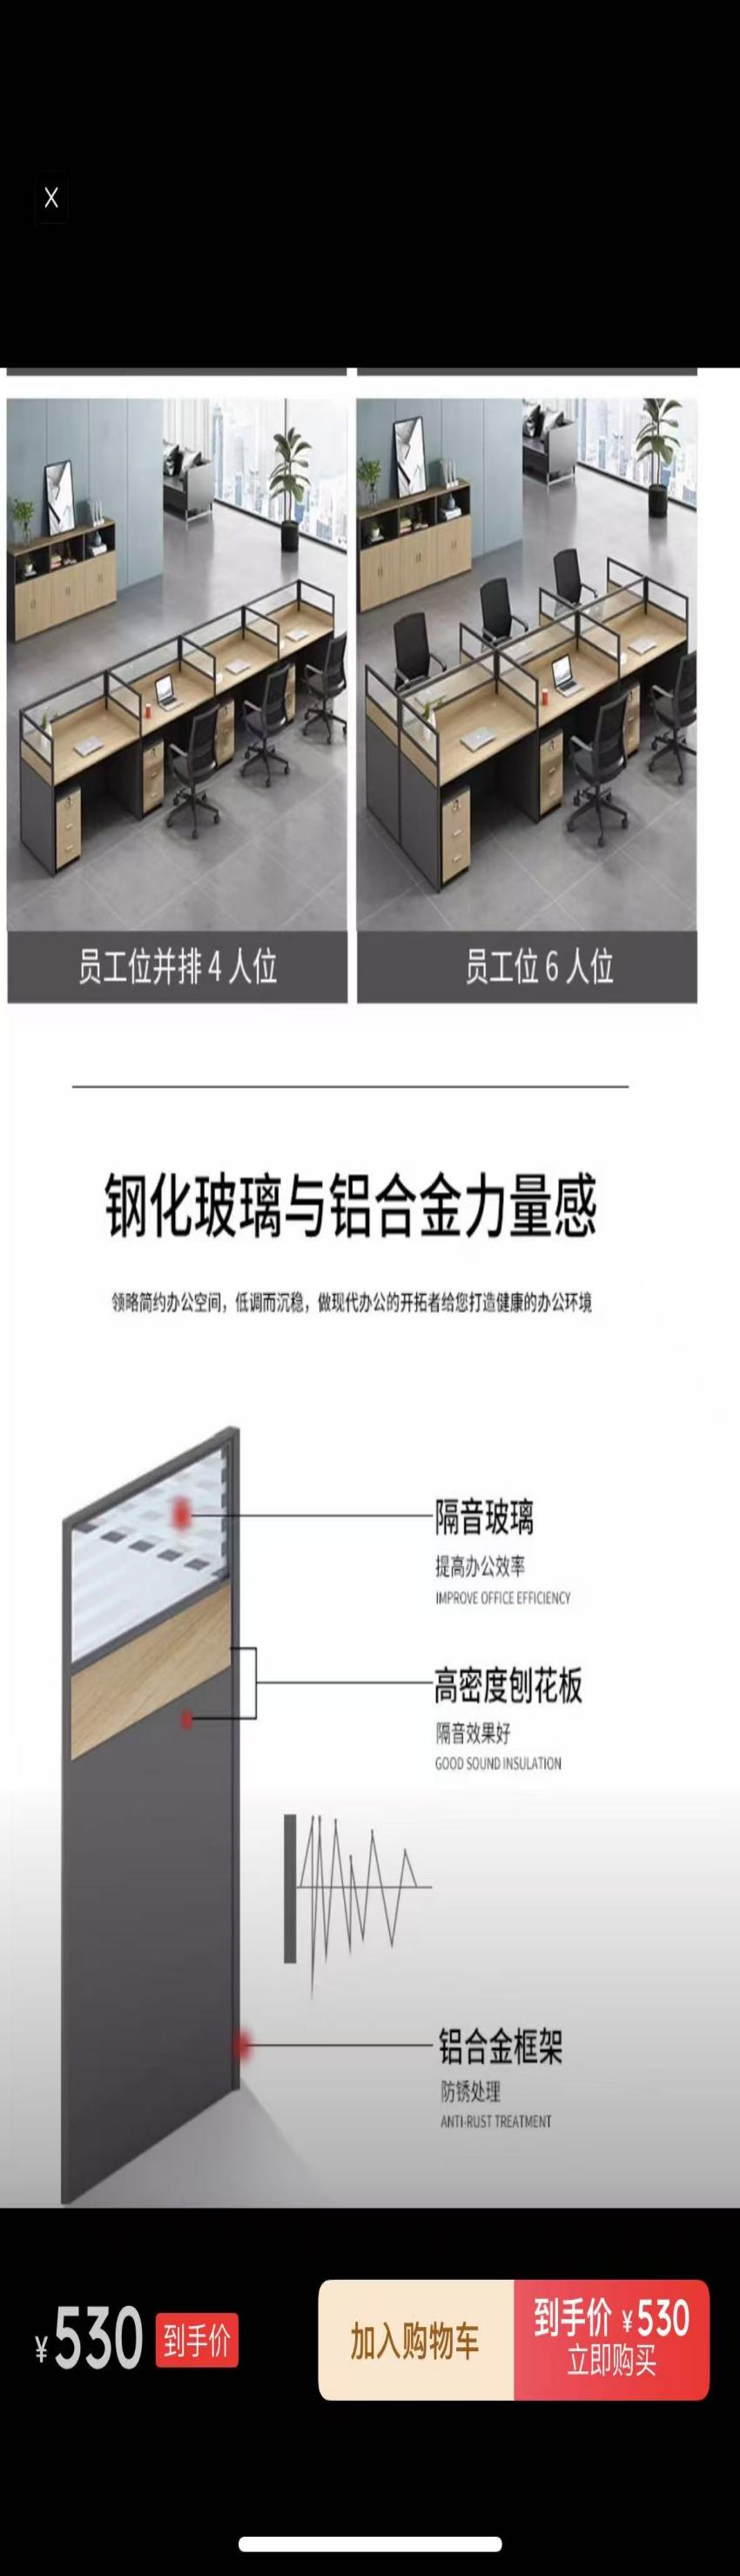 X
员工位并排 4 人位
员工位 6 人位
钢化玻璃与铝合金力量感
领略简约办公空间，低调而沉稳，做现代办公的开拓者给您打造健康的办公环境
隔音玻璃
提高办公效率
IMPROVE OFFICE EFFICIENCY
高密度刨花板
隔音效果好
GOOD SOUND INSULATION
铝合金框架
防锈处理
ANTI-RUST TREATMENT
¥530 到手价
加入购物车
到手价 ¥530
立即购买